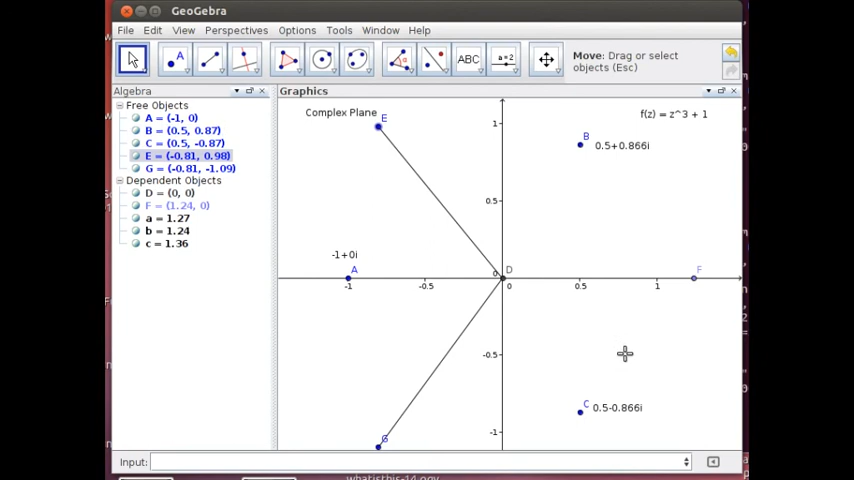 GeoGebra
File Edit View Perspectives Options Tools Window Help
A
ABC
a=2
Move: Drag or select
objects (Esc)
Algebra
Graphics
Free Objects
A = (-1, 0)
B = (0.5, 0.87)
C = (0.5, -0.87)
E = (-0.81, 0.98)
G = (-0.81, -1.09)
Dependent Objects
D = (0, 0)
F = (1.24, 0)
a = 1.27
b = 1.24
c = 1.36
Complex Plane
f(z) = z^3 + 1
E
1
B
0.5+0.866i
0.5
-1+0i
A
0
D
F
-1
-0.5
0
0.5
1
-0.5
C
0.5-0.866i
-1
G
Input:
whatisthis-14.ogv